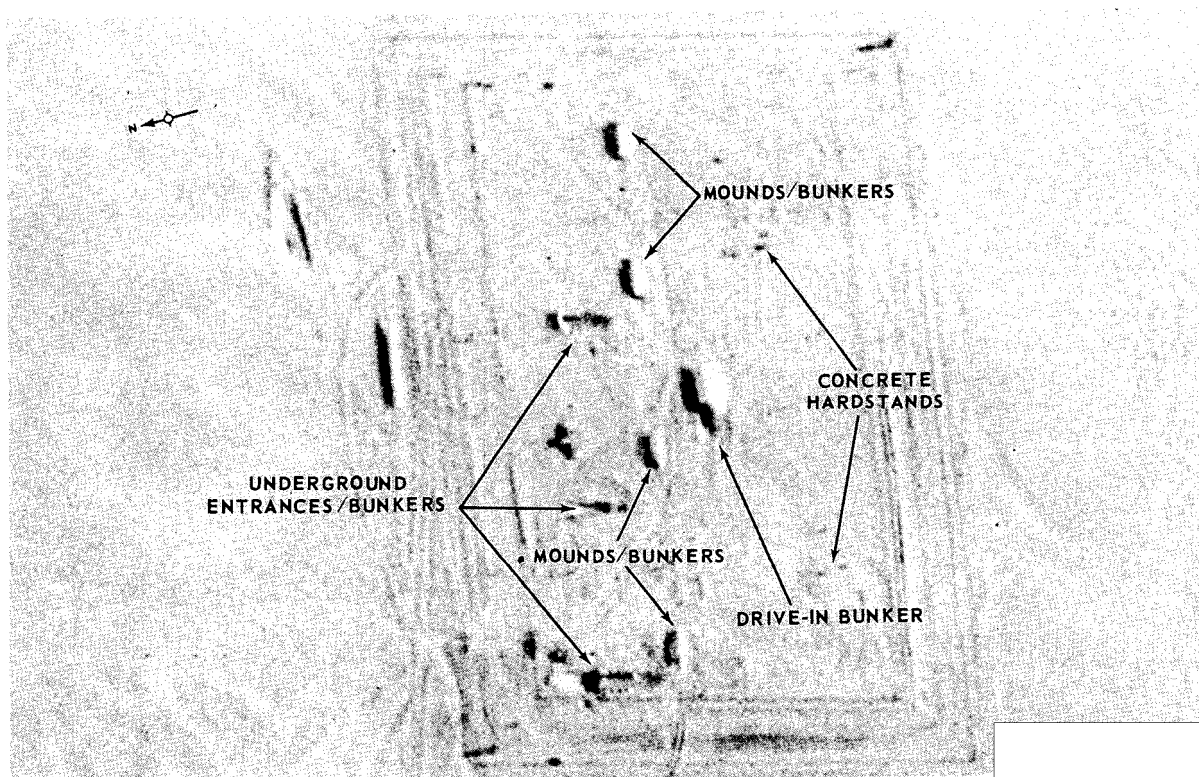 N
MOUNDS/BUNKERS
CONCRETE
HARDSTANDS
UNDERGROUND
ENTRANCES/BUNKERS
MOUNDS/BUNKERS
DRIVE-IN BUNKER